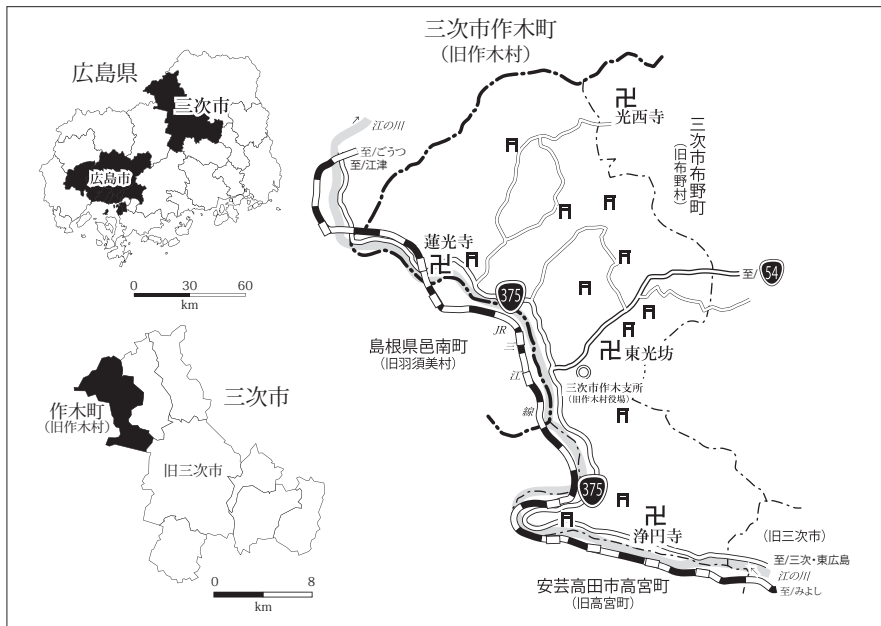 広島県
三次市
広島市
0 30 60
km
三次市
作木町
(旧作木村)
旧三次市
0 8
km
三次市作木町
(旧作木村)
江の川
至/ごうつ
至/江津
光西寺
三次市布野町
(旧布野村)
蓮光寺
375
至/
54
島根県邑南町
(旧羽須美村)
JR三江線
東光坊
三次市作木支所
(旧作木村役場)
375
浄円寺
(旧三次市)
至/三次・東広島
江の川
至/みよし
安芸高田市高宮町
(旧高宮町)